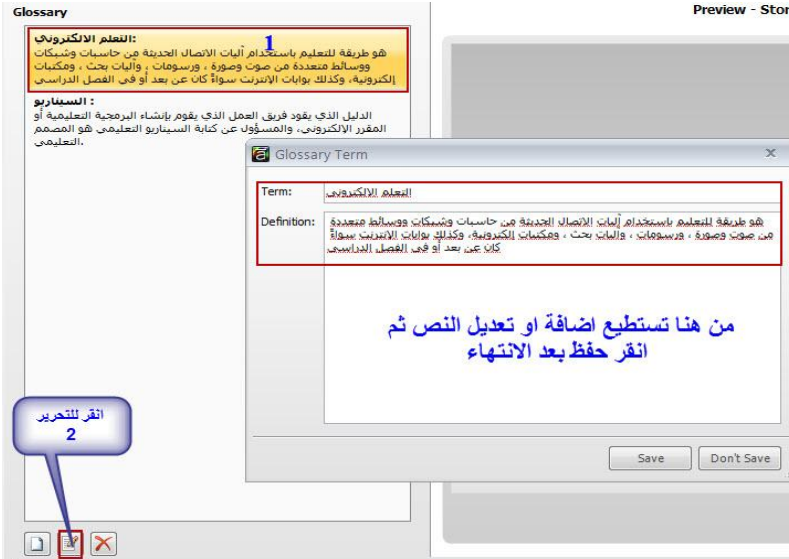 Glossary
Preview - Stor
التعلم الالكتروني:
1
هو طريقة للتعليم باستخدام آليات الاتصال الحديثة من حاسبات وشبكات
ووسائط متعددة من صوت وصورة ، ورسومات ، وآليات بحث ، ومكتبات
إلكترونية، وكذلك بوابات الانترنت سواءً كان عن بعد أو في الفصل الدراسي
السيناريو :
الدليل الذي يقود فريق العمل الذي يقوم بإنشاء البرمجية التعليمية أو
المقرر الإلكتروني، والمسؤول عن كتابة السيناريو التعليمي هو المصمم
التعليمي.
Glossary Term
Term:
التعلم الالكتروني
Definition:
هو طريقة للتعليم باستخدام آليات الاتصال الحديثة من حاسبات وشبكات ووسائط متعددة
من صوت وصورة ، ورسومات ، وآليات بحث ، ومكتبات إلكترونية، وكذلك بوابات الانترنت سواءً
كان عن بعد أو في الفصل الدراسي
من هنا تستطيع اضافة او تعديل النص ثم
انقر حفظ بعد الانتهاء
انقر للتحرير
2
Save
Don't Save